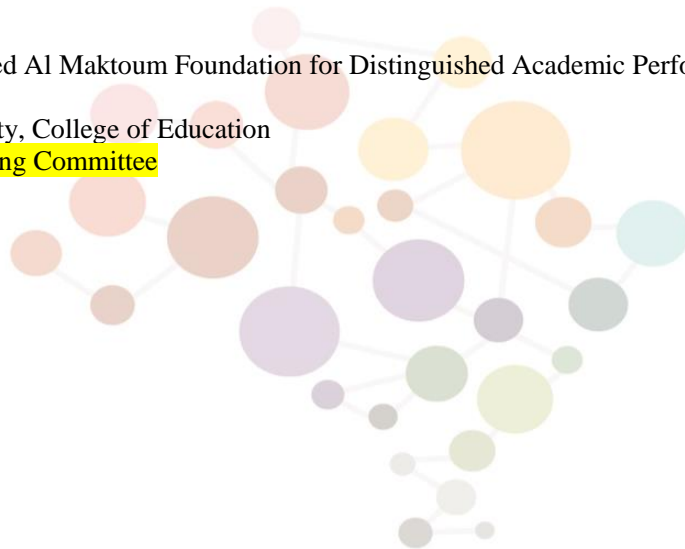 ed Al Maktoum Foundation for Distinguished Academic Perfo
ty, College of Education
ng Committee